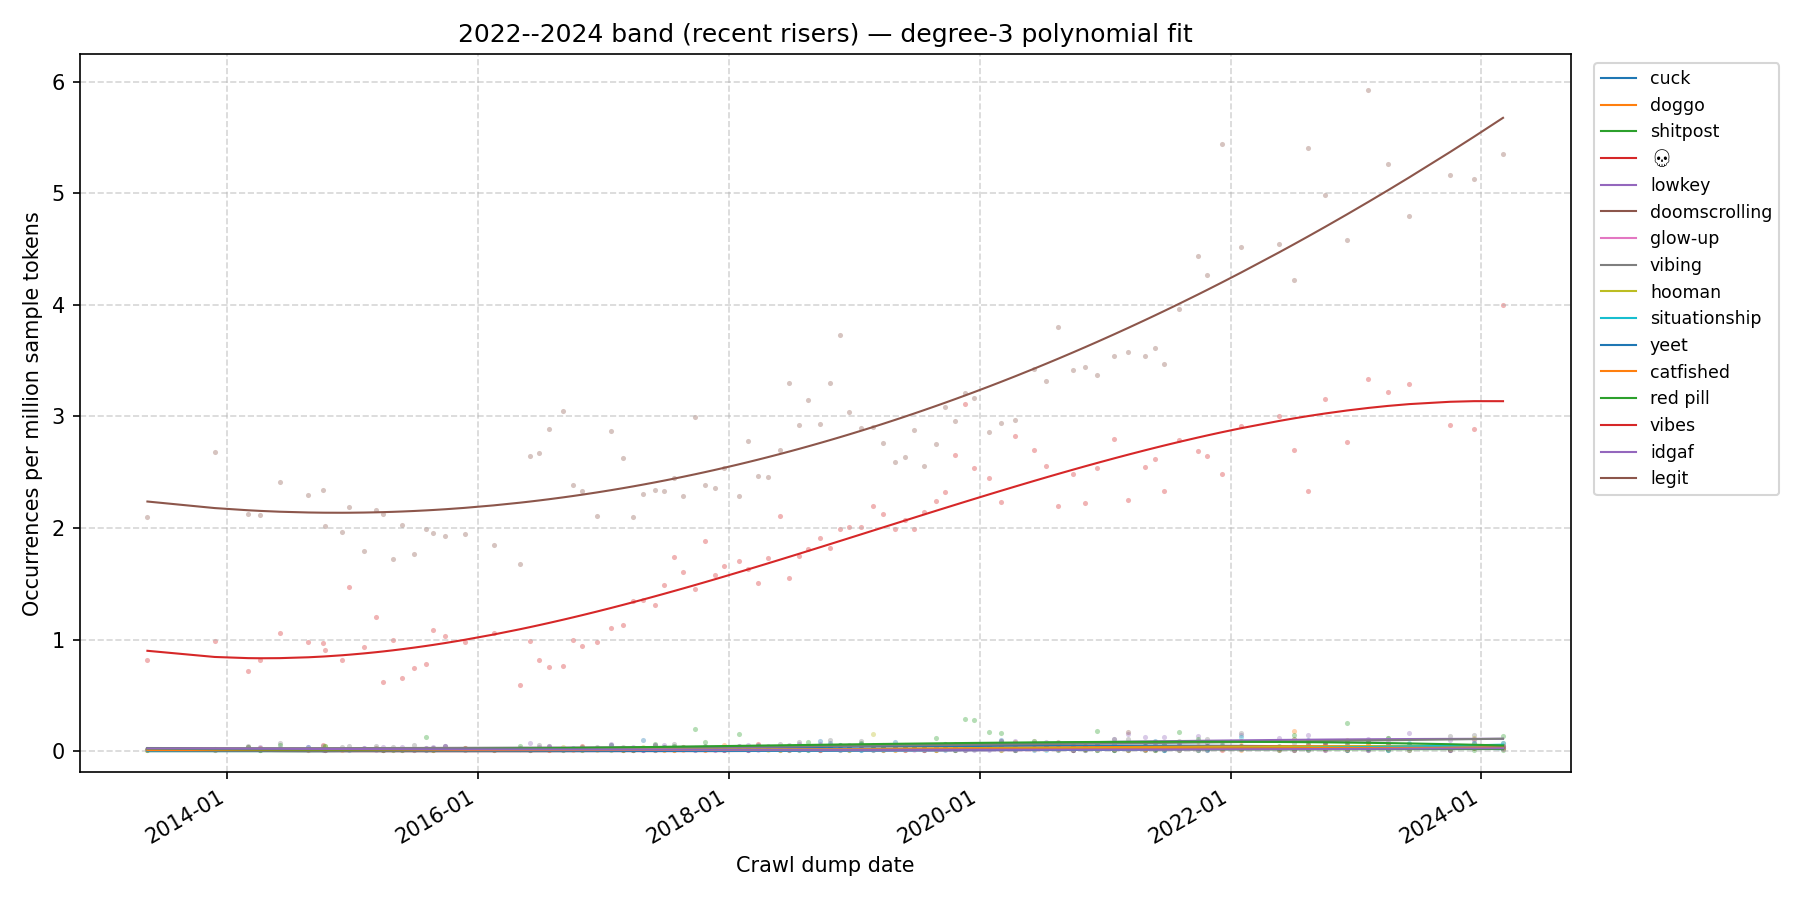 2022--2024 band (recent risers) — degree-3 polynomial fit
Occurrences per million sample tokens
6
5
4
3
2
1
0
2014-01
2016-01
2018-01
2020-01
2022-01
2024-01
Crawl dump date
cuck
doggo
shitpost
💀
lowkey
doomscrolling
glow-up
vibing
hooman
situationship
yeet
catfished
red pill
vibes
idgaf
legit